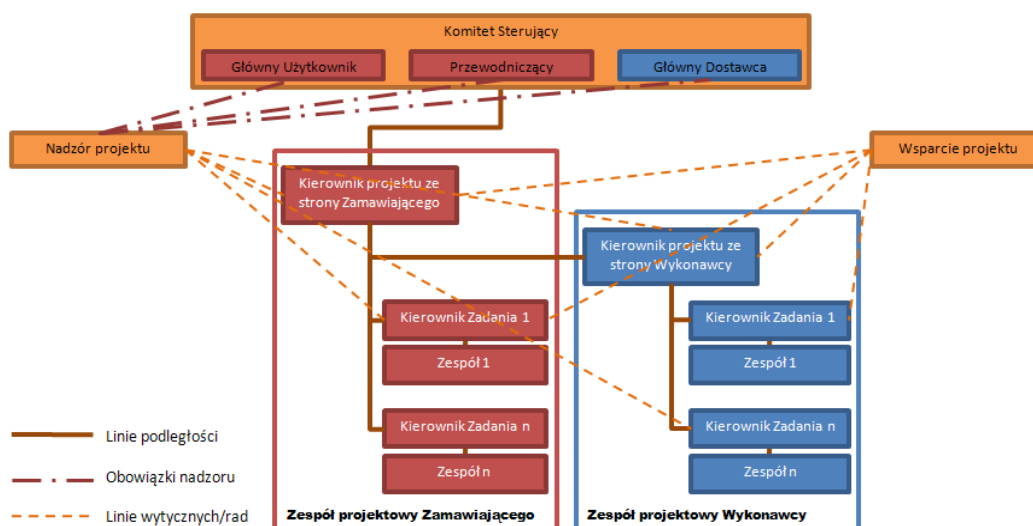 Komitet Sterujący
Główny Użytkownik
Przewodniczący
Główny Dostawca
Nadzór projektu
Wsparcie projektu
Kierownik projektu ze
strony Zamawiającego
Kierownik projektu ze
strony Wykonawcy
Kierownik Zadania 1
Zespół 1
Kierownik Zadania n
Zespół n
Kierownik Zadania 1
Zespół 1
Kierownik Zadania n
Zespół n
Linie podległości
Obowiązki nadzoru
Linie wytycznych/rad
Zespół projektowy Zamawiającego
Zespół projektowy Wykonawcy